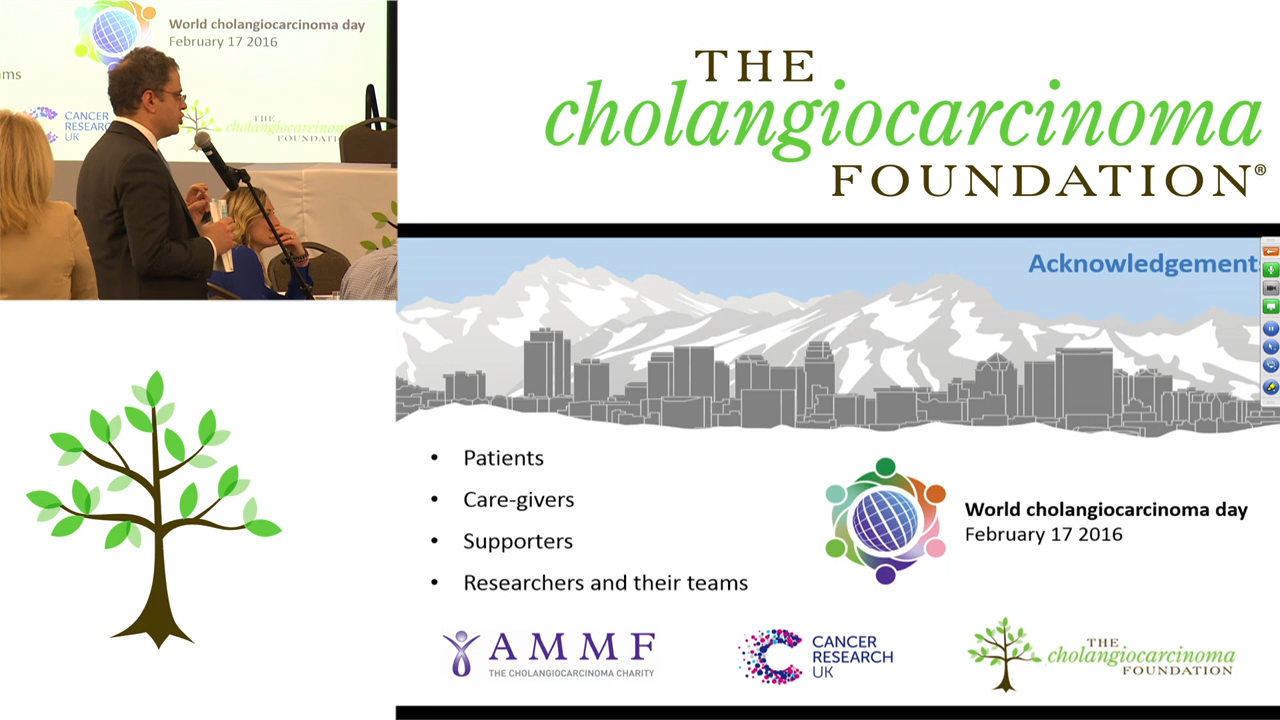 World cholangiocarcinoma day
February 17 2016
ams
CANCER
RESEARCH
UK
THE
cholangiocarcinoma
FOUNDATION
THE
cholangiocarcinoma
FOUNDATION®
Acknowledgement
• Patients
• Care-givers
• Supporters
• Researchers and their teams
World cholangiocarcinoma day
February 17 2016
AMMF
THE CHOLANGIOCARCINOMA CHARITY
CANCER
RESEARCH
UK
THE
cholangiocarcinoma
FOUNDATION